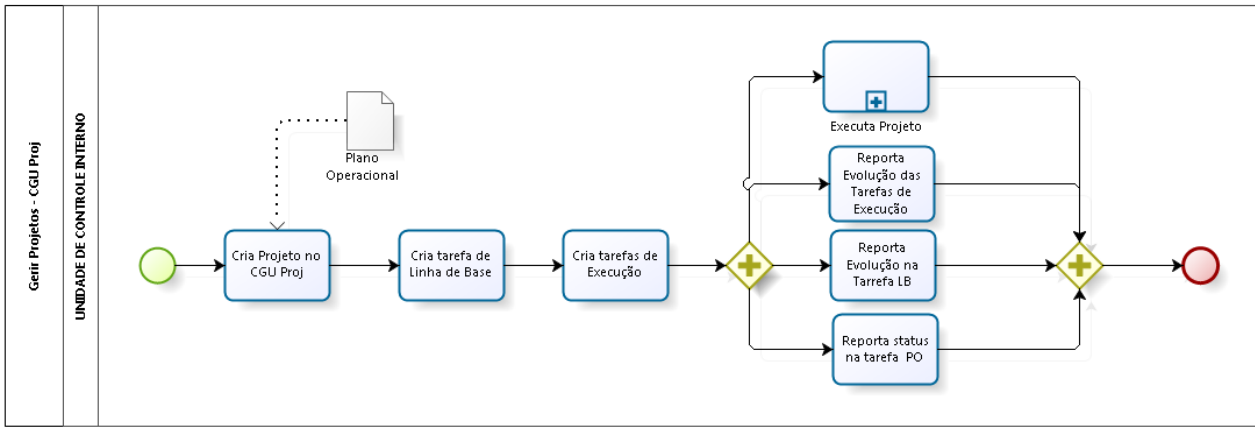 Gerir Projetos - CGU Proj
UNIDADE DE CONTROLE INTERNO
Plano
Operacional
Cria Projeto no
CGU Proj
Cria tarefa de
Linha de Base
Cria tarefas de
Execução
Executa Projeto
Reporta
Evolução das
Tarefas de
Execução
Reporta
Evolução na
Tarrefa LB
Reporta status
na tarefa PO